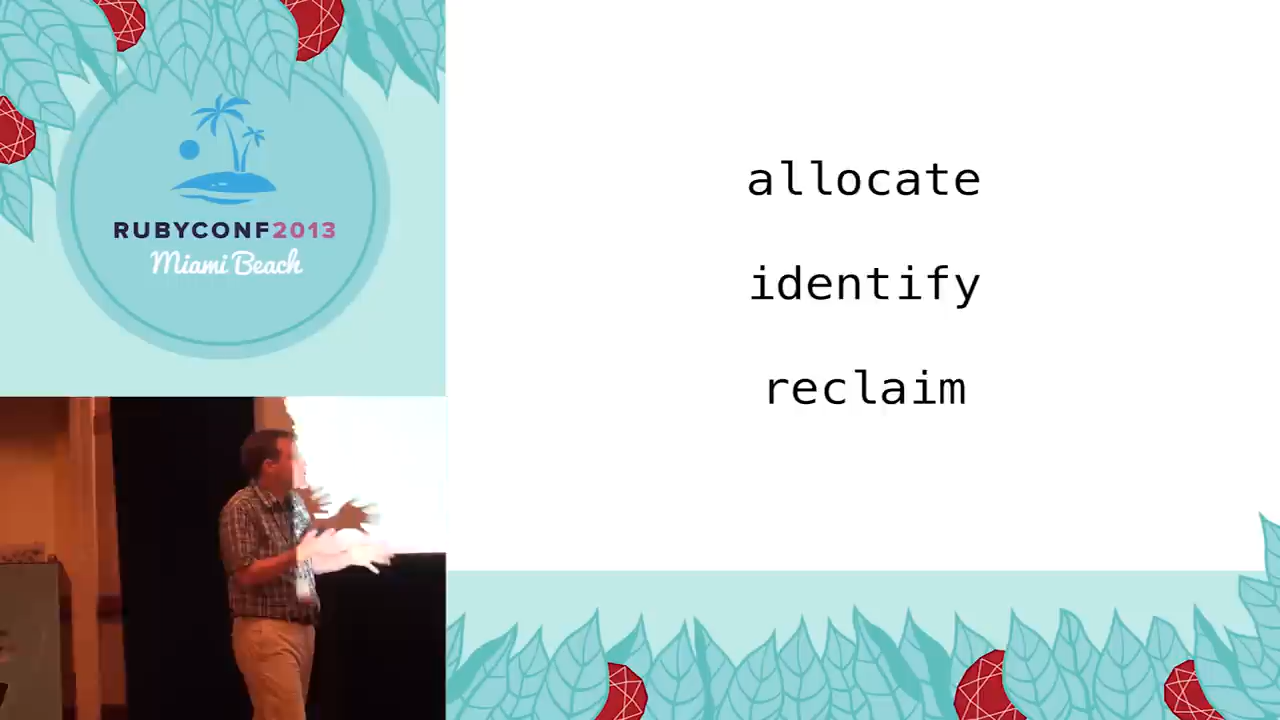 RUBYCONF2013
Miami Beach
allocate
identify
reclaim